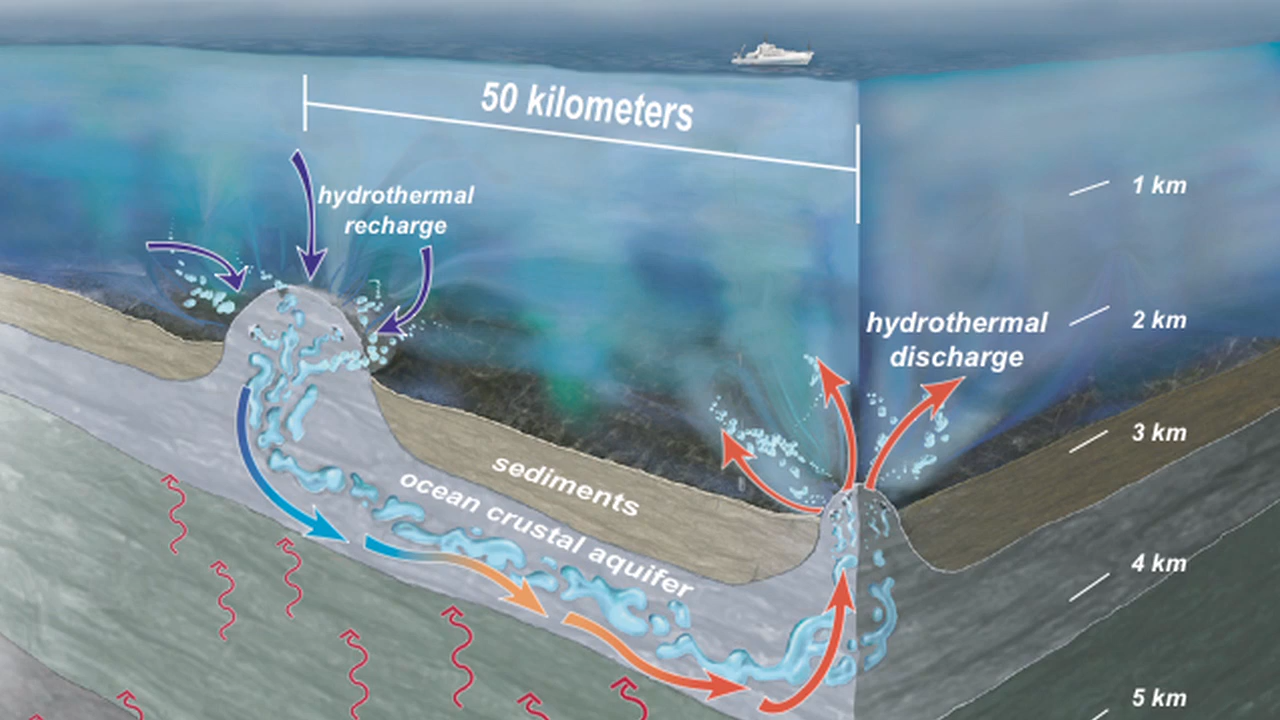 50 kilometers
hydrothermal
recharge
1 km
2 km
hydrothermal
discharge
3 km
sediments
ocean crustal aquifer
4 km
5 km